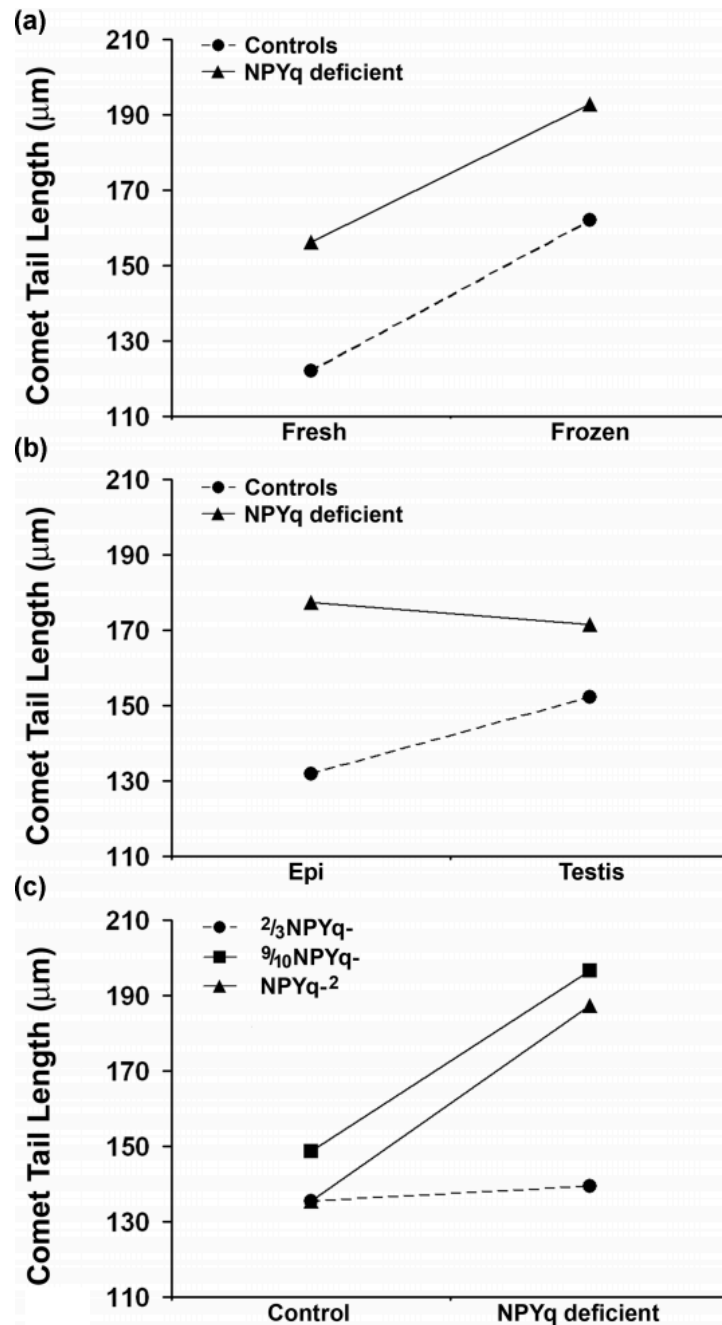 (a)
210
190
170
150
130
110
Comet Tail Length (μm)
Controls
NPYq deficient
Fresh Frozen
(b)
210
190
170
150
130
110
Comet Tail Length (μm)
Controls
NPYq deficient
Epi Testis
(c)
210
190
170
150
130
110
Comet Tail Length (μm)
2/3NPYq-
9/10NPYq-
NPYq-2
Control NPYq deficient